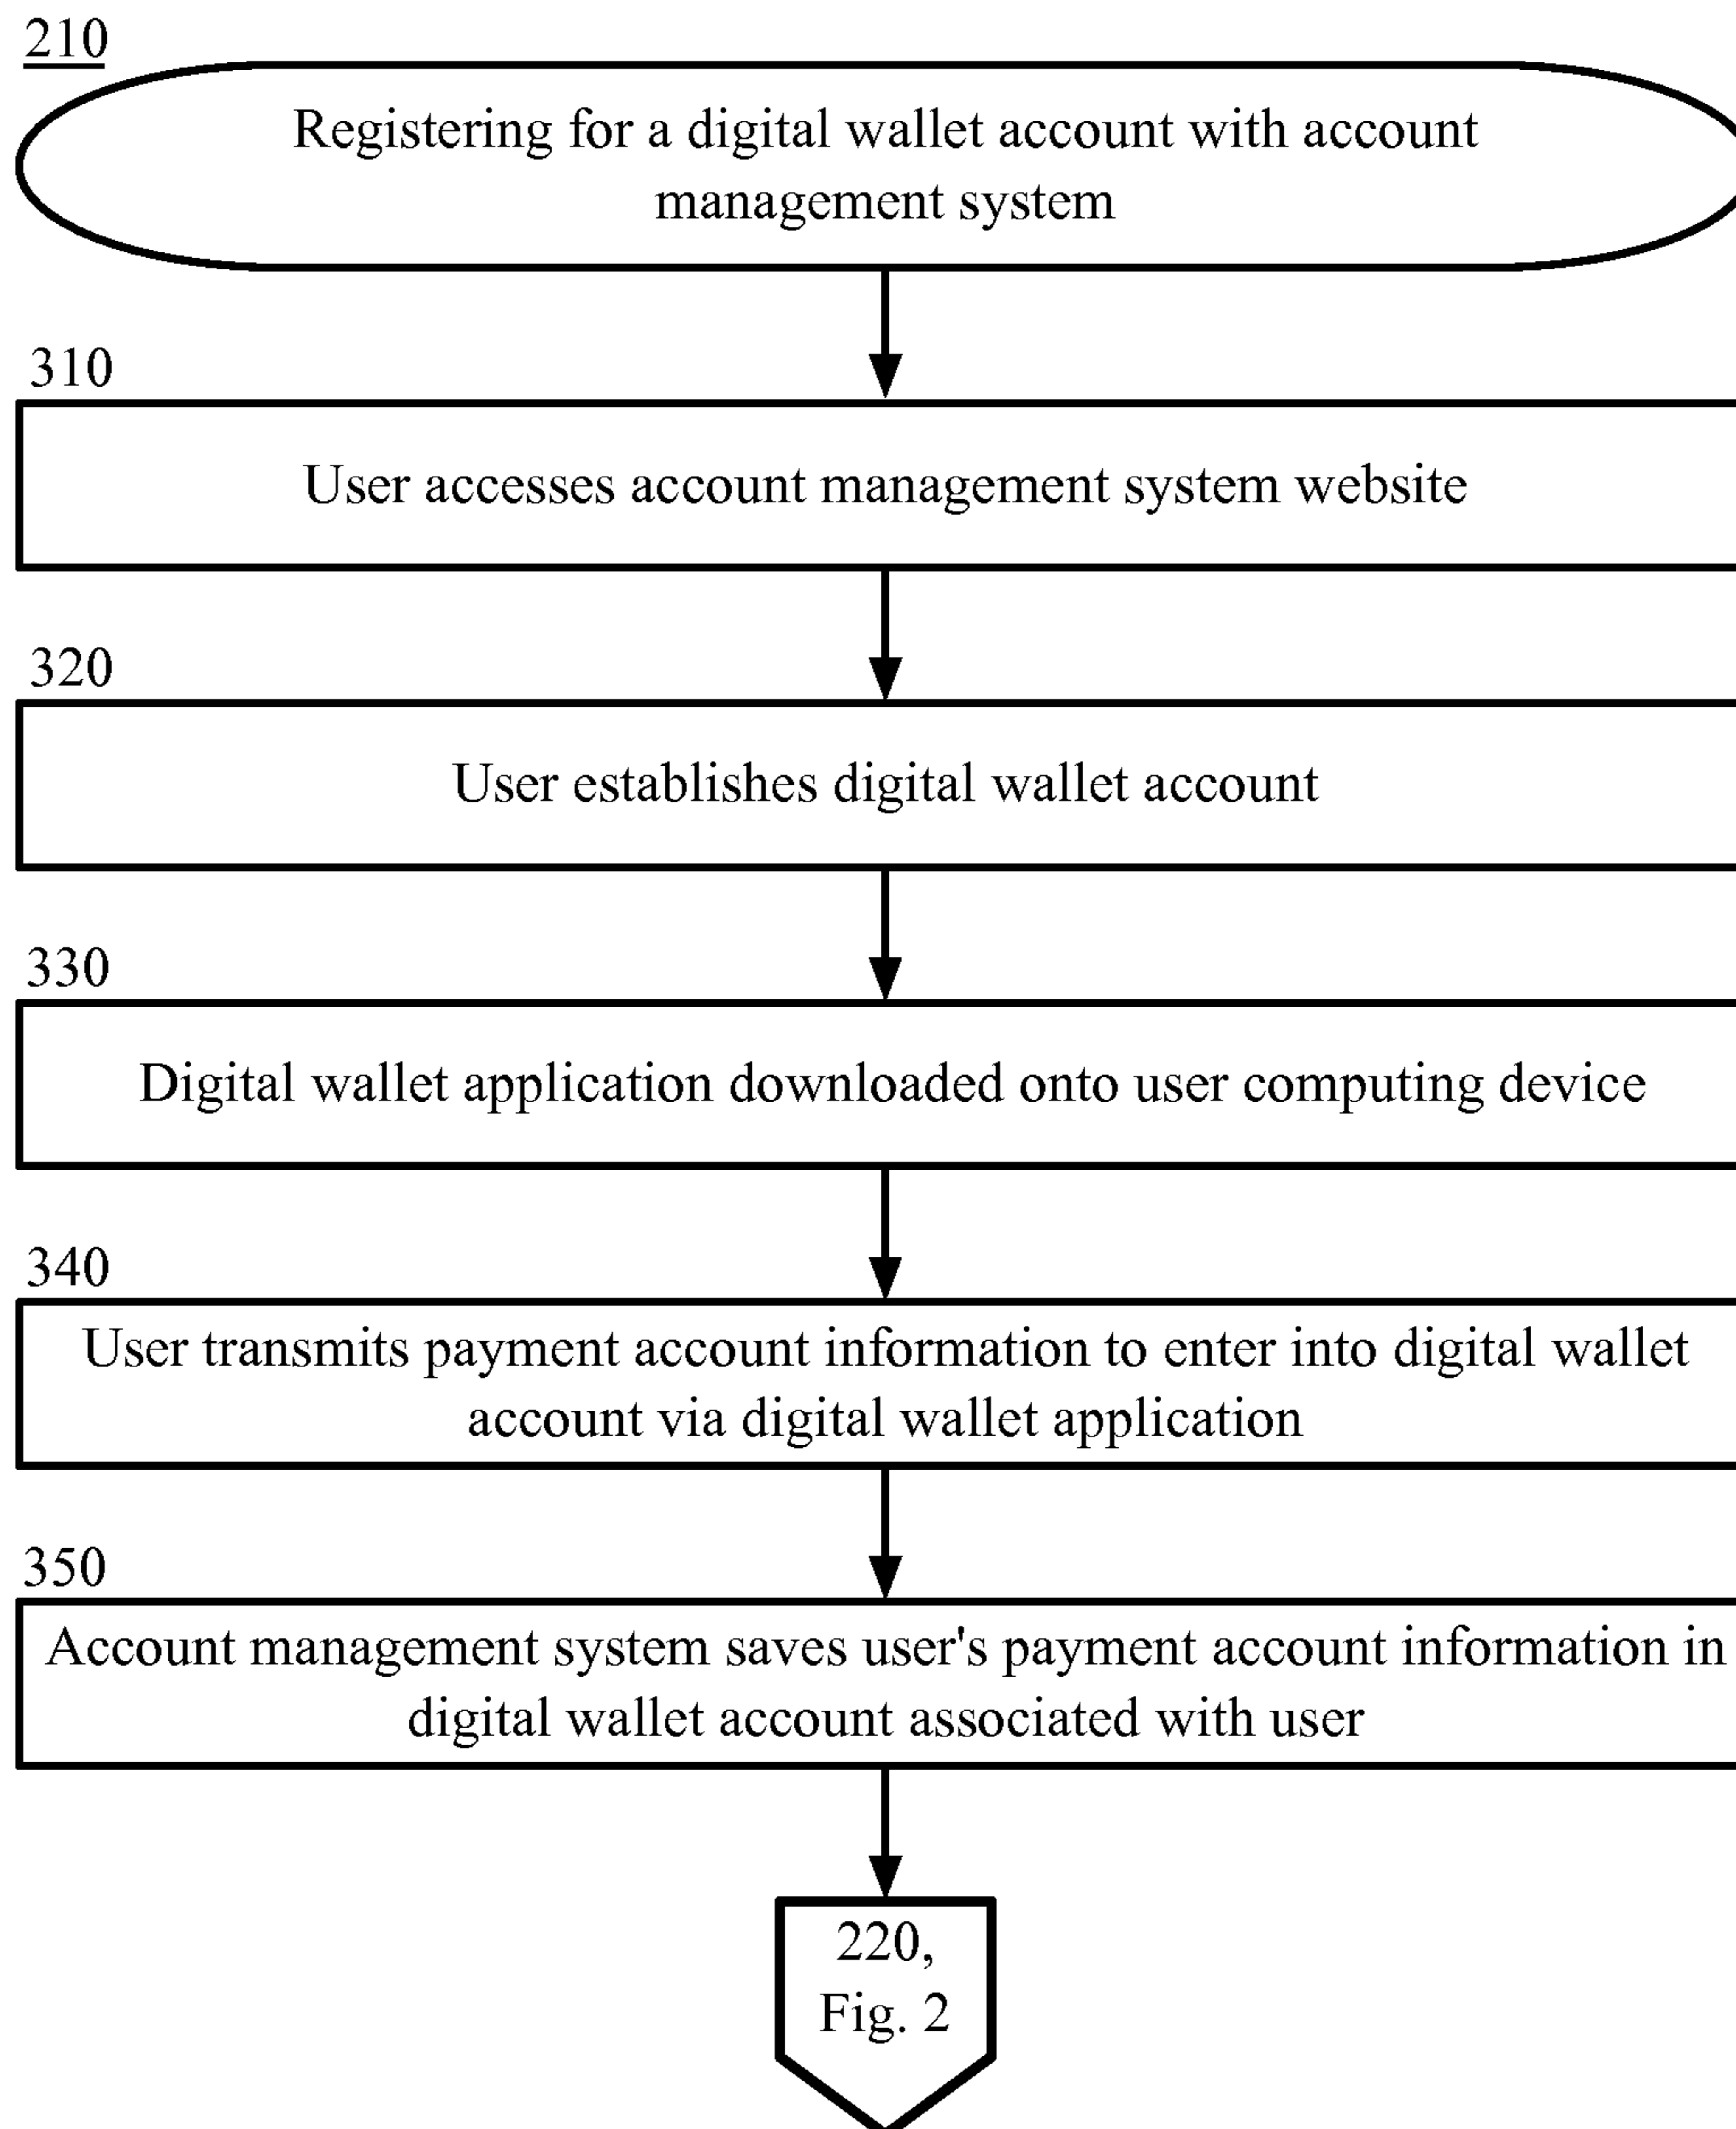 210
Registering for a digital wallet account with account
management system
310
User accesses account management system website
320
User establishes digital wallet account
330
Digital wallet application downloaded onto user computing device
340
User transmits payment account information to enter into digital wallet
account via digital wallet application
350
Account management system saves user's payment account information in
digital wallet account associated with user
220,
Fig. 2